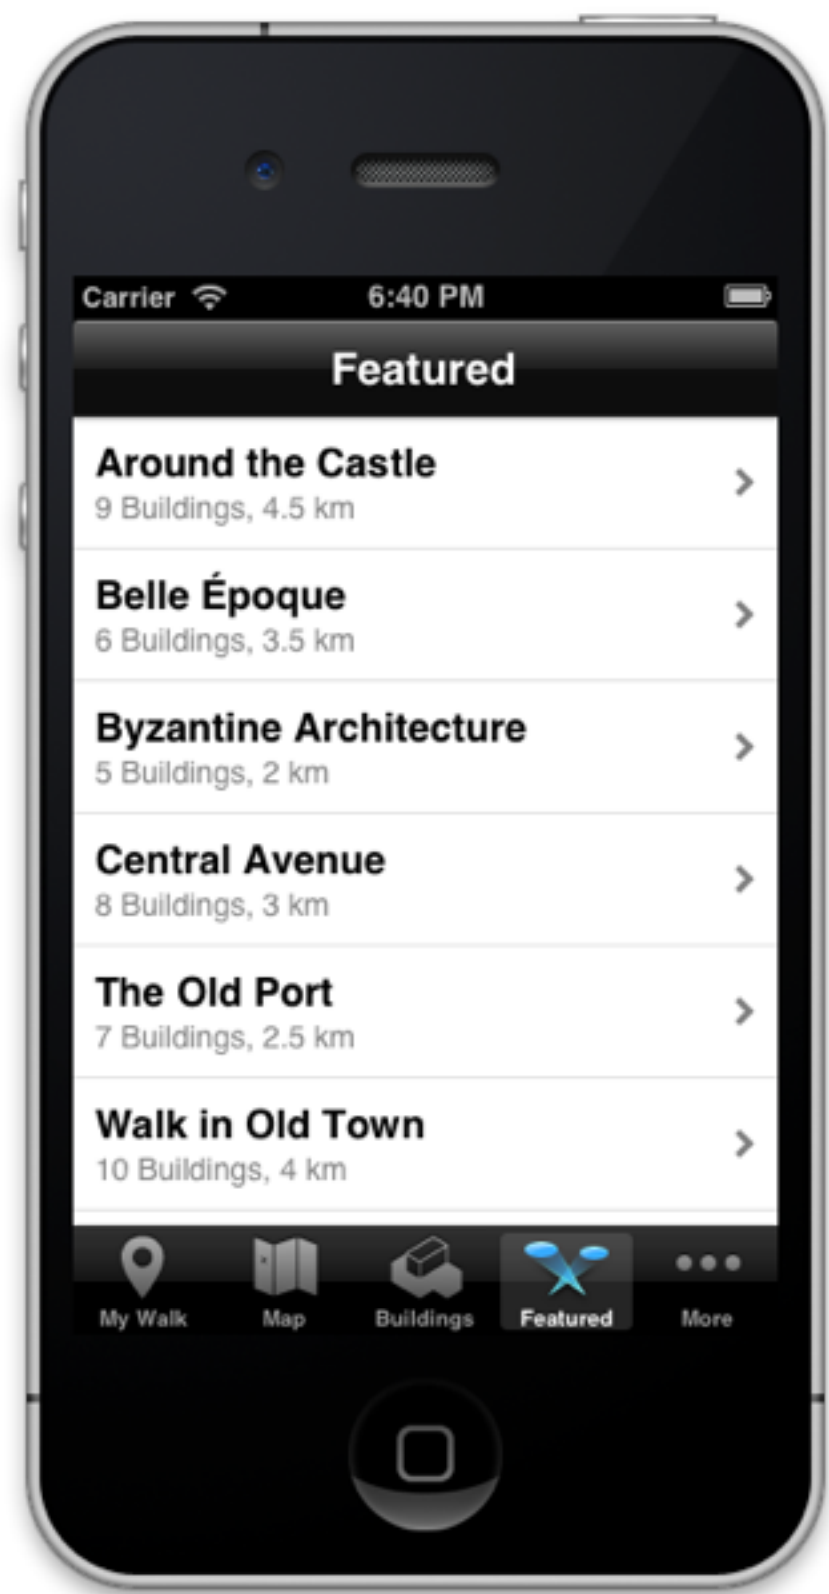 Carrier 6:40 PM
Featured
Around the Castle
9 Buildings, 4.5 km
Belle Époque
6 Buildings, 3.5 km
Byzantine Architecture
5 Buildings, 2 km
Central Avenue
8 Buildings, 3 km
The Old Port
7 Buildings, 2.5 km
Walk in Old Town
10 Buildings, 4 km
My Walk Map Buildings Featured More